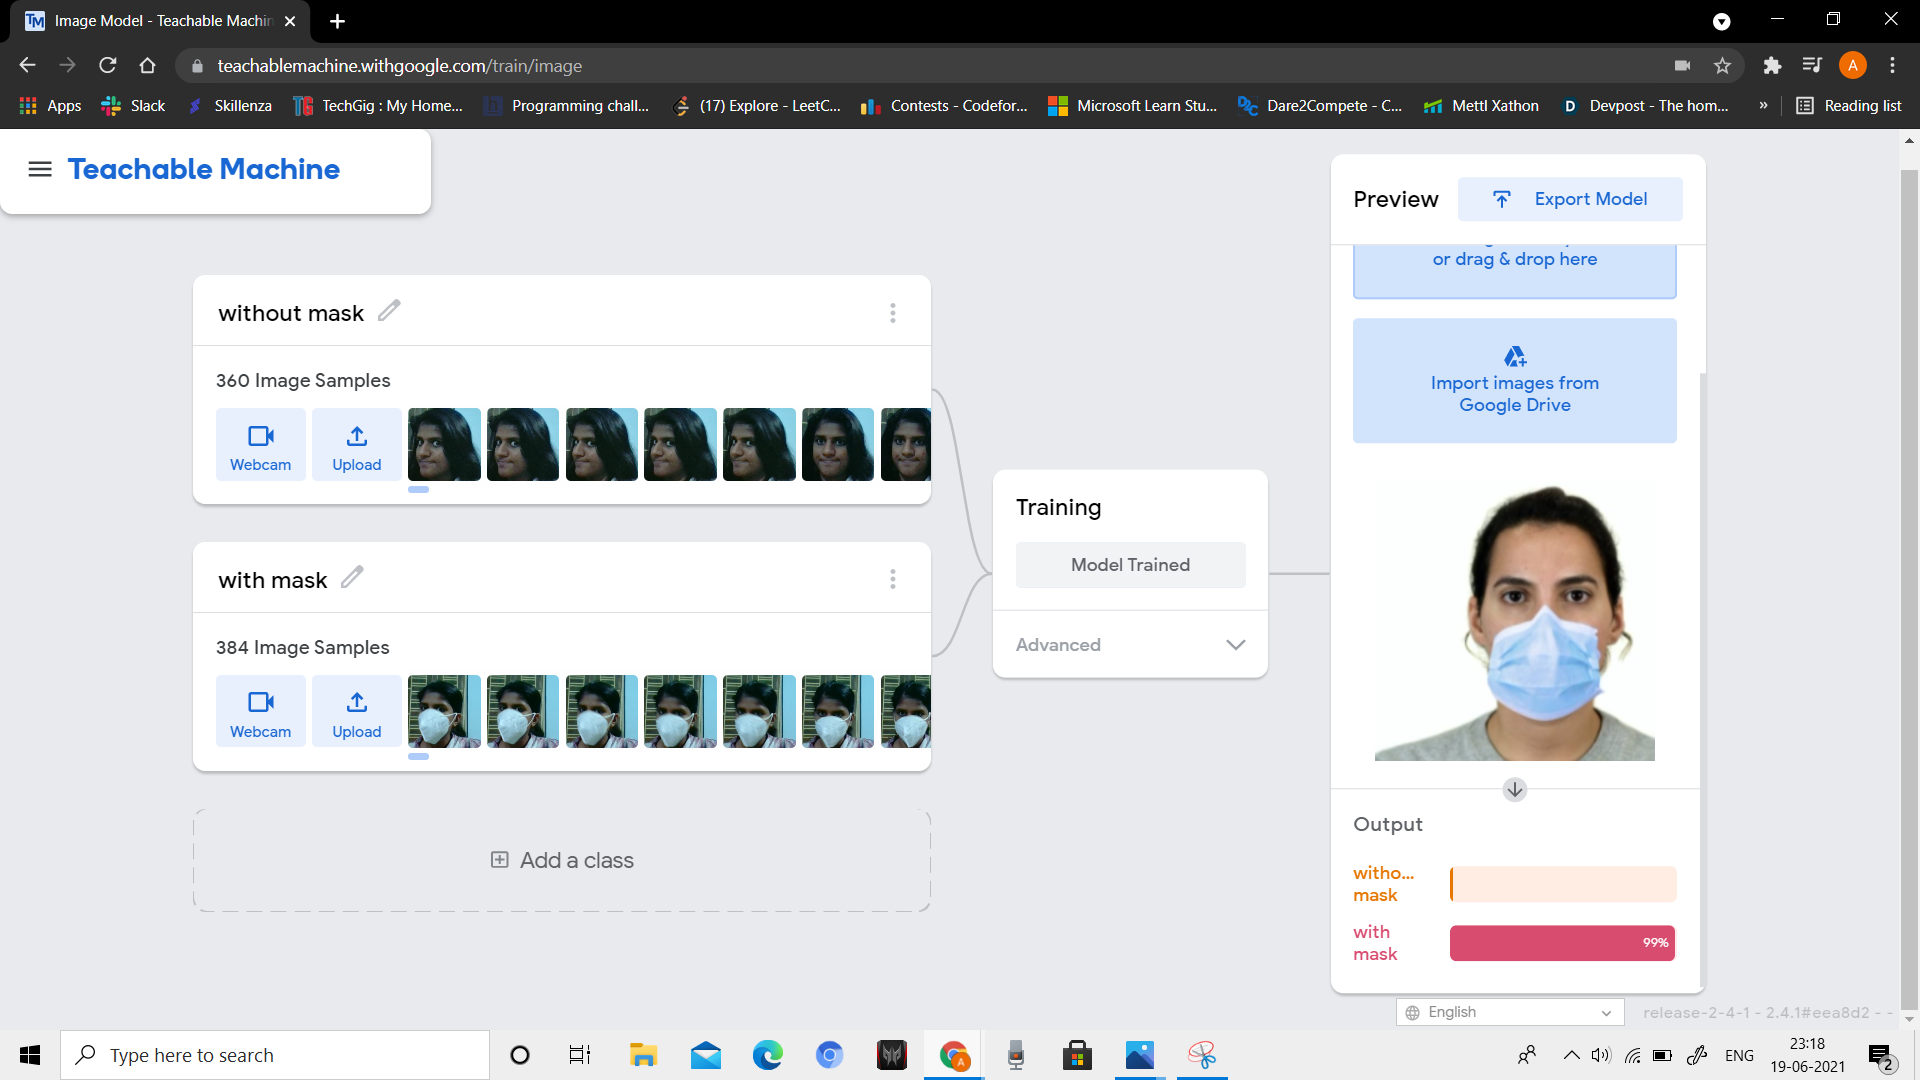 Image Model - Teachable Machin
teachablemachine.withgoogle.com/train/image
A
Apps
Slack
Skillenza
TechGig : My Home...
Programming chall...
(17) Explore - LeetC...
Contests - Codefor...
Microsoft Learn Stu...
Dare2Compete - C...
Mettl Xathon
Devpost - The hom...
»
Reading list
Teachable Machine
Preview
Export Model
or drag & drop here
Import images from
Google Drive
without mask
360 Image Samples
Webcam
Upload
with mask
384 Image Samples
Webcam
Upload
Add a class
Training
Model Trained
Advanced
Output
witho...
mask
with
mask
99%
English
release-2-4-1 - 2.4.1#eea8d2 - -
Type here to search
ENG
23:18
19-06-2021
2